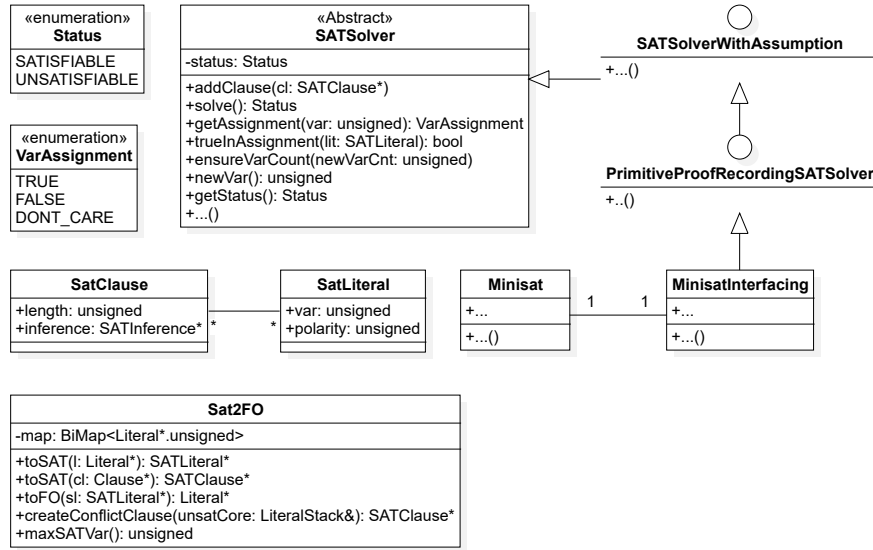 «enumeration»
Status
SATISFIABLE
UNSATISFIABLE
«enumeration»
VarAssignment
TRUE
FALSE
DONT_CARE
«Abstract»
SATSolver
-status: Status
+addClause(cl: SATClause*)
+solve(): Status
+getAssignment(var: unsigned): VarAssignment
+trueInAssignment(lit: SATLiteral): bool
+ensureVarCount(newVarCnt: unsigned)
+newVar(): unsigned
+getStatus(): Status
+...()
SATSolverWithAssumption
+...()
PrimitiveProofRecordingSATSolver
+..()
SatClause
+length: unsigned
+inference: SATInference*
*
*
SatLiteral
+var: unsigned
+polarity: unsigned
Minisat
+...
+...()
1
1
MinisatInterfacing
+...
+...()
Sat2FO
-map: BiMap<Literal*.unsigned>
+toSAT(l: Literal*): SATLiteral*
+toSAT(cl: Clause*): SATClause*
+toFO(sl: SATLiteral*): Literal*
+createConflictClause(unsatCore: LiteralStack&): SATClause*
+maxSATVar(): unsigned